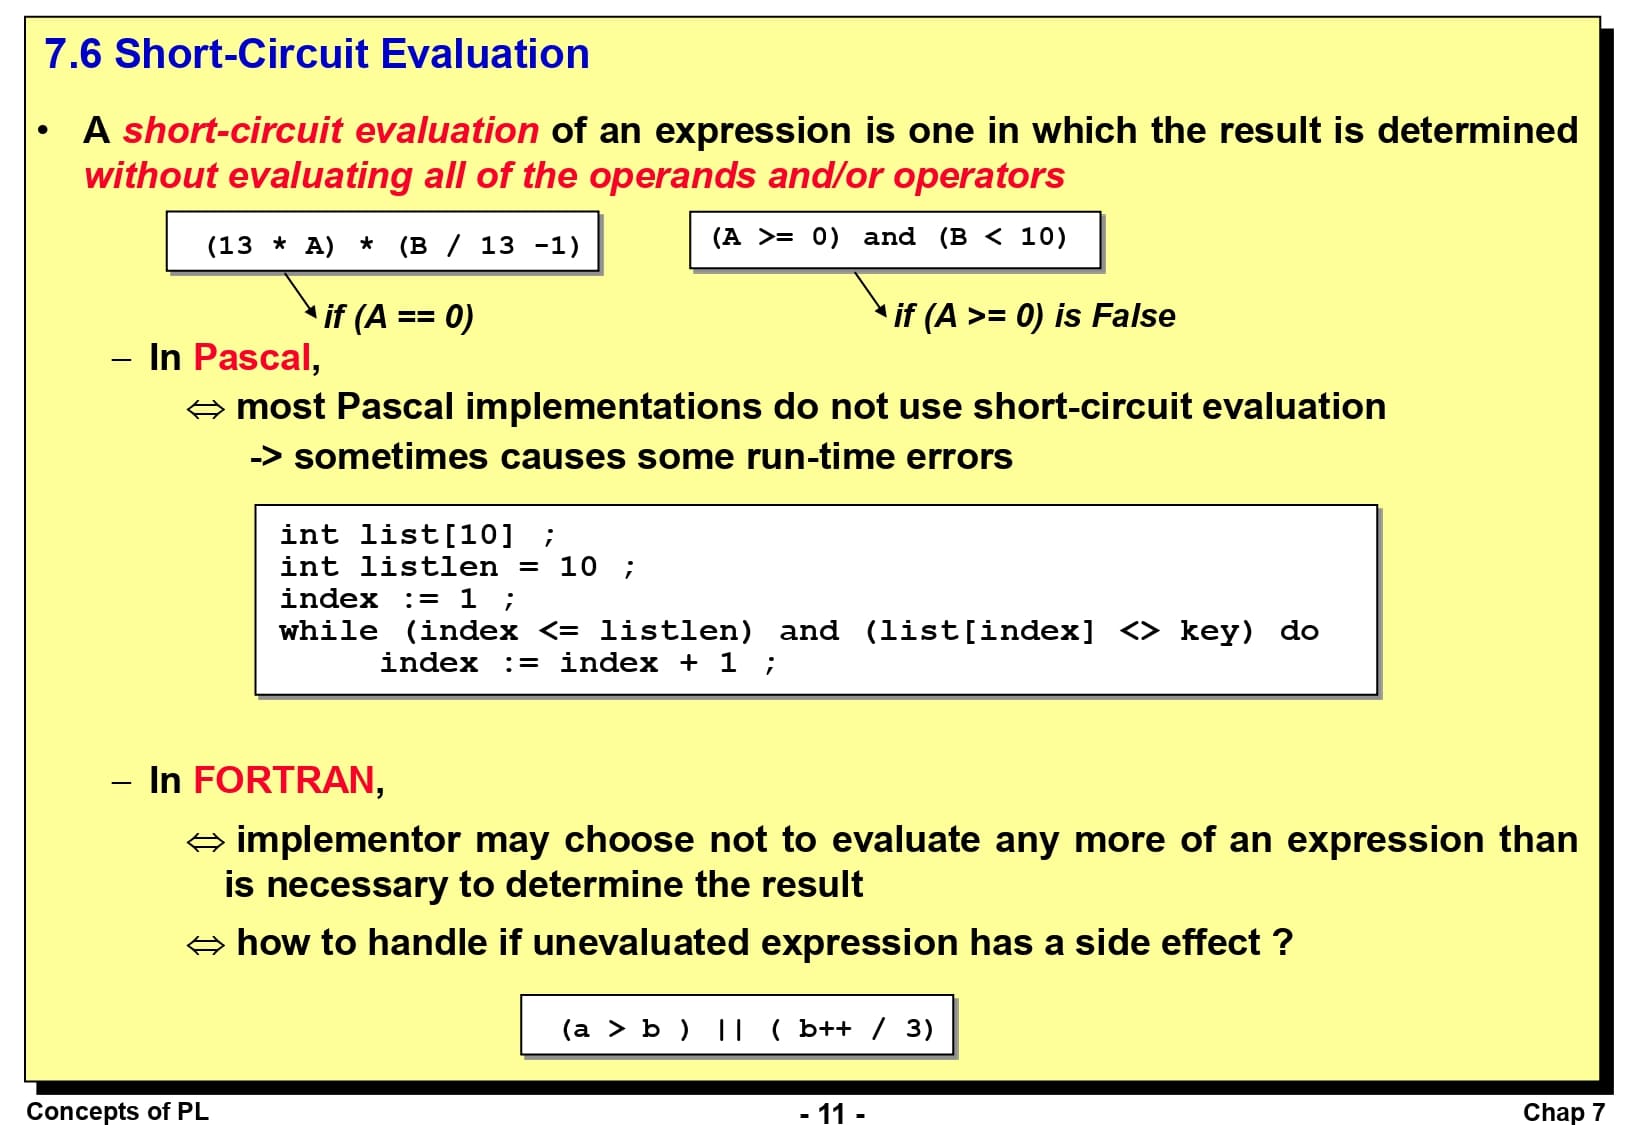 7.6 Short-Circuit Evaluation
• A short-circuit evaluation of an expression is one in which the result is determined
without evaluating all of the operands and/or operators
(13 * A) * (B / 13 -1)
(A >= 0) and (B < 10)
if (A == 0)
if (A >= 0) is False
– In Pascal,
⇔ most Pascal implementations do not use short-circuit evaluation
-> sometimes causes some run-time errors
int list[10] ;
int listlen = 10 ;
index := 1 ;
while (index <= listlen) and (list[index] <> key) do
index := index + 1 ;
– In FORTRAN,
⇔ implementor may choose not to evaluate any more of an expression than
is necessary to determine the result
⇔ how to handle if unevaluated expression has a side effect ?
(a > b ) || ( b++ / 3)
Concepts of PL
- 11 -
Chap 7